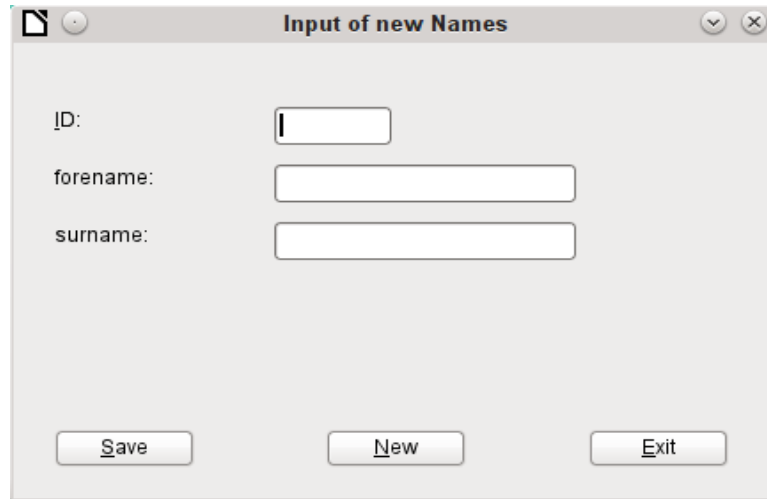 Input of new Names
ID:
forename:
surname:
Save New Exit